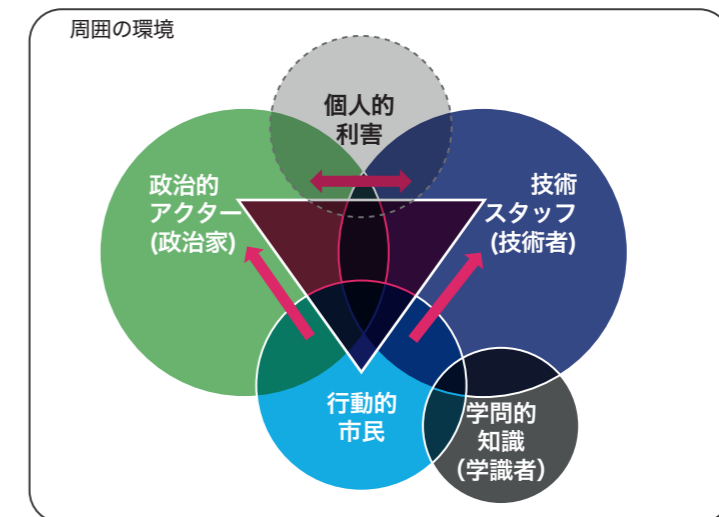 周囲の環境
個人的
利害
政治的
アクター
(政治家)
技術
スタッフ
(技術者)
行動的
市民
学問的
知識
(学識者)